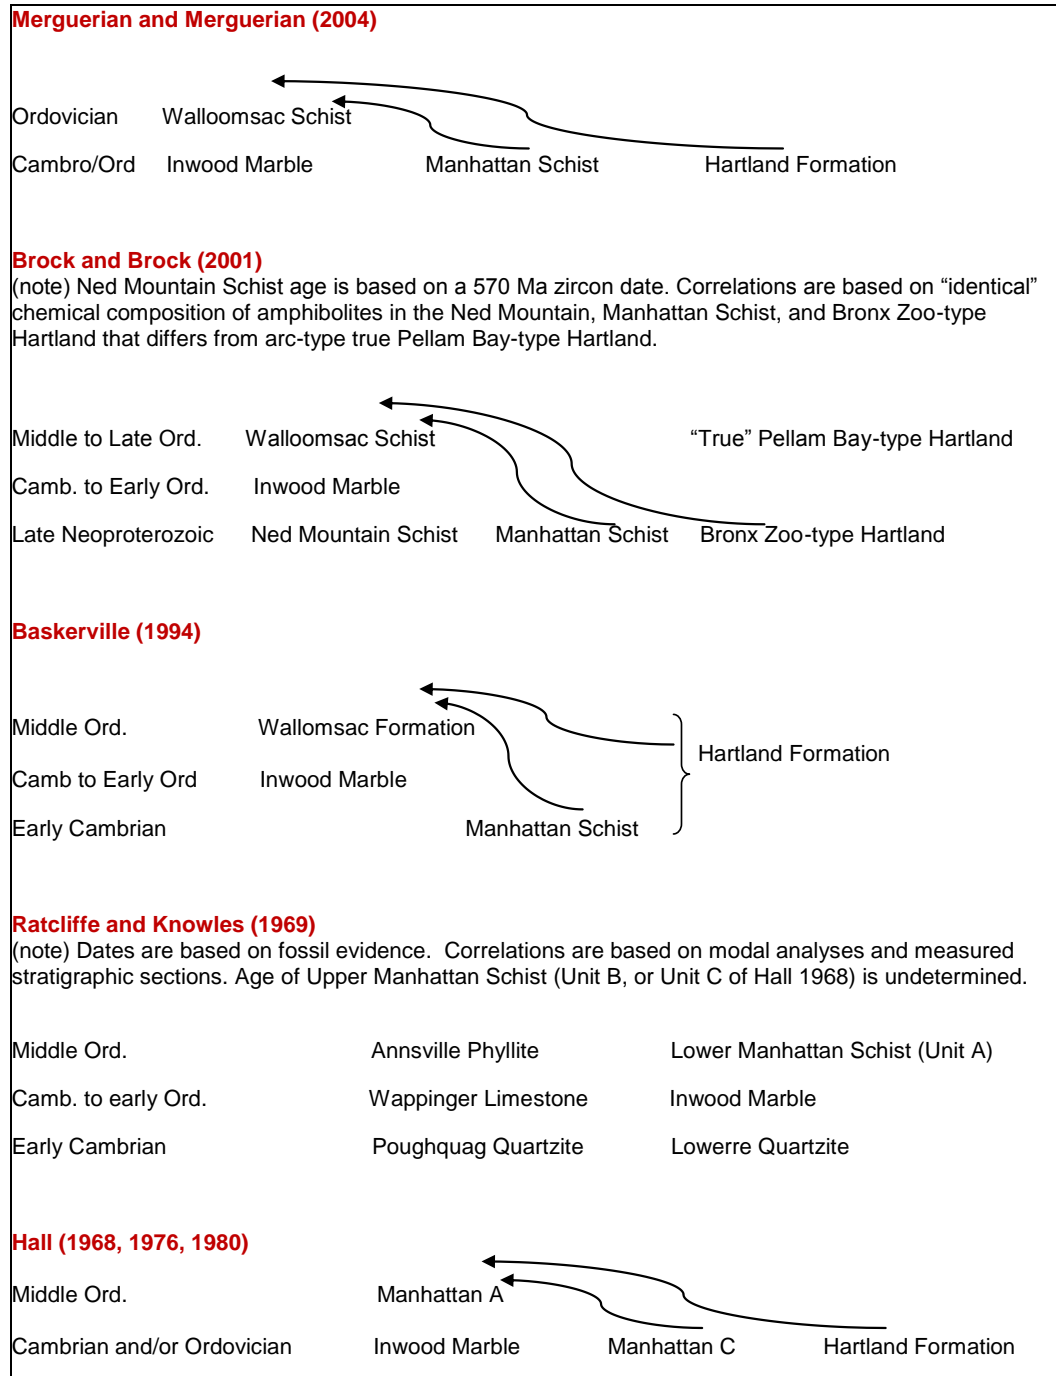 Merguerian and Merguerian (2004)
Ordovician Walloomsac Schist
Cambro/Ord Inwood Marble Manhattan Schist Hartland Formation
Brock and Brock (2001)
(note) Ned Mountain Schist age is based on a 570 Ma zircon date. Correlations are based on “identical”
chemical composition of amphibolites in the Ned Mountain, Manhattan Schist, and Bronx Zoo-type
Hartland that differs from arc-type true Pellam Bay-type Hartland.
Middle to Late Ord. Walloomsac Schist “True” Pellam Bay-type Hartland
Camb. to Early Ord. Inwood Marble
Late Neoproterozoic Ned Mountain Schist Manhattan Schist Bronx Zoo-type Hartland
Baskerville (1994)
Middle Ord. Wallomsac Formation
Hartland Formation
Camb to Early Ord Inwood Marble
Early Cambrian Manhattan Schist
Ratcliffe and Knowles (1969)
(note) Dates are based on fossil evidence. Correlations are based on modal analyses and measured
stratigraphic sections. Age of Upper Manhattan Schist (Unit B, or Unit C of Hall 1968) is undetermined.
Middle Ord. Annsville Phyllite Lower Manhattan Schist (Unit A)
Camb. to early Ord. Wappinger Limestone Inwood Marble
Early Cambrian Poughquag Quartzite Lowerre Quartzite
Hall (1968, 1976, 1980)
Middle Ord. Manhattan A
Cambrian and/or Ordovician Inwood Marble Manhattan C Hartland Formation